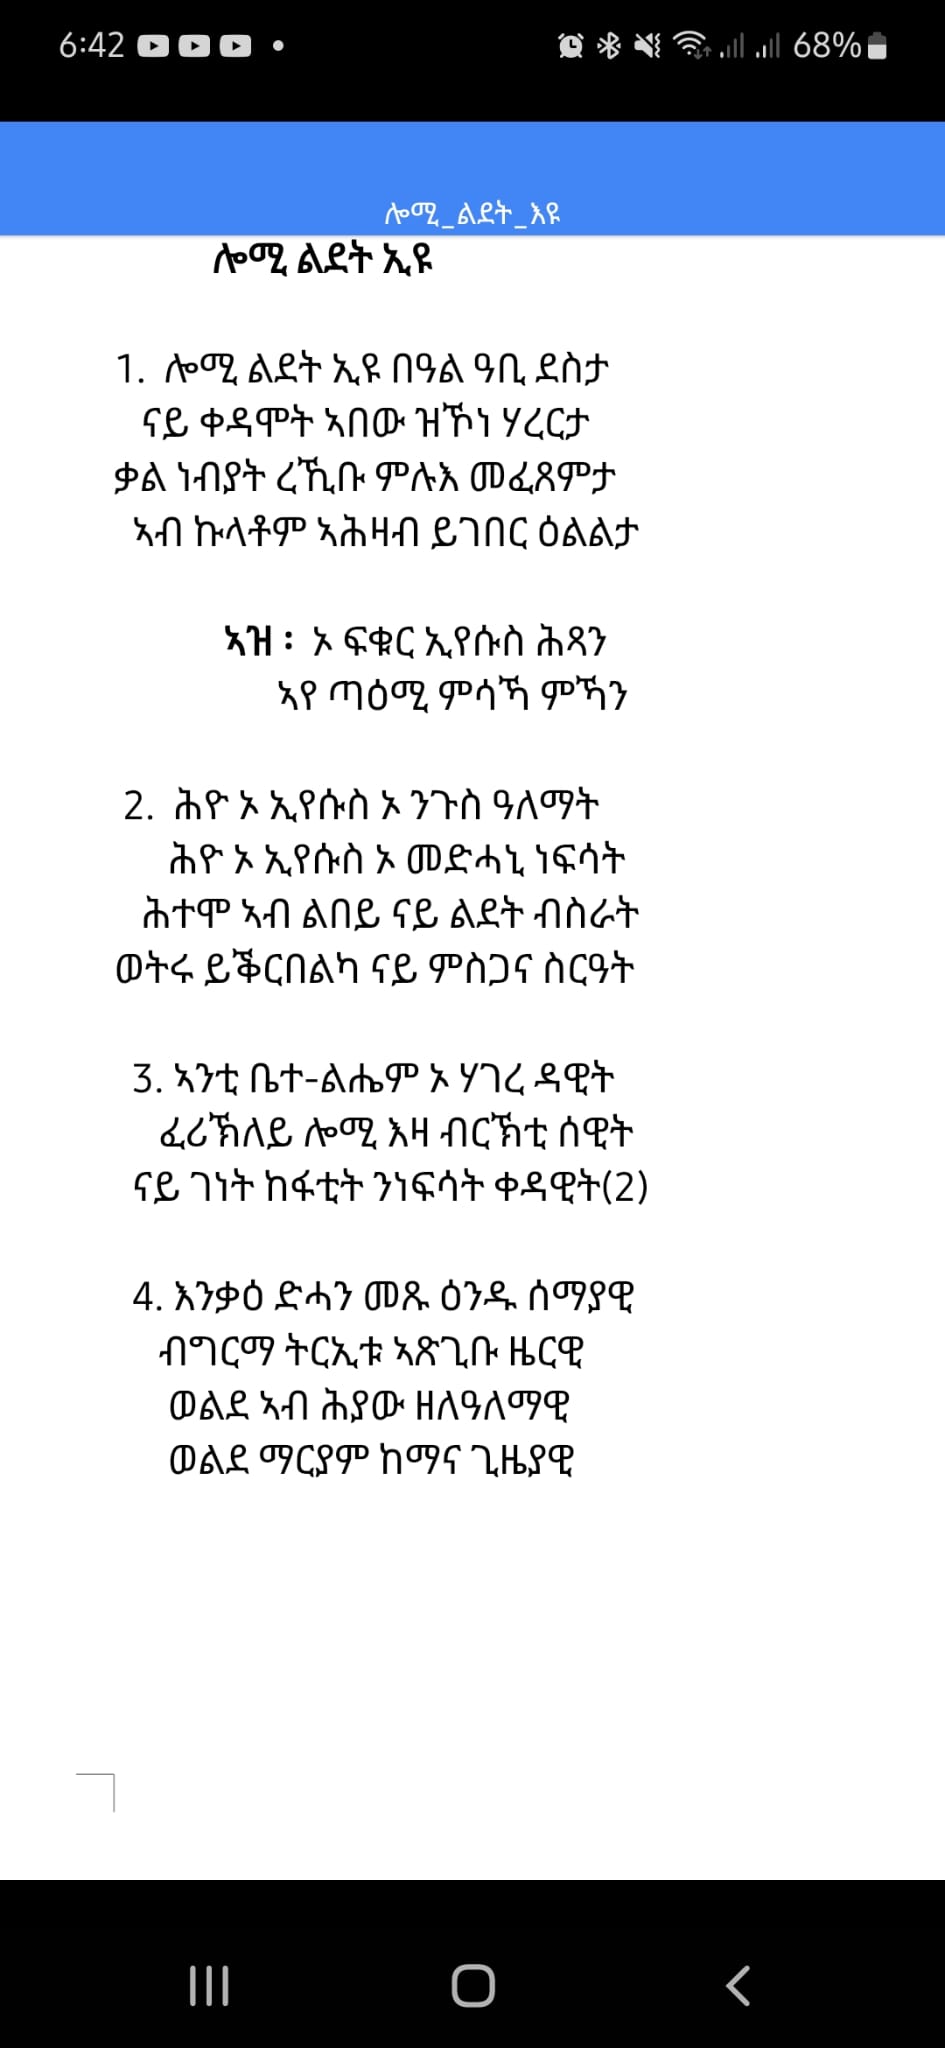 6:42 68%
ሎሚ_ልደት_እዩ
ሎሚ ልደት ኢዩ
1. ሎሚ ልደት ኢዩ በዓል ዓቢ ደስታ
ናይ ቀዳሞት ኣበው ዝኾነ ሃረርታ
ቃል ነብያት ረኺቡ ምሉእ መፈጸምታ
ኣብ ኩላቶም ኣሕዛብ ይገበር ዕልልታ
ኣዝ ፡ ኦ ፍቁር ኢየሱስ ሕጻን
ኣየ ጣዕሚ ምሳኻ ምኻን
2. ሕዮ ኦ ኢየሱስ ኦ ንጉስ ዓለማት
ሕዮ ኦ ኢየሱስ ኦ መድሓኒ ነፍሳት
ሕተሞ ኣብ ልበይ ናይ ልደት ብስራት
ወትሩ ይቕርበልካ ናይ ምስጋና ስርዓት
3. ኣንቲ ቤተ-ልሔም ኦ ሃገረ ዳዊት
ፈሪኽለይ ሎሚ እዛ ብርኽቲ ሰዊት
ናይ ገነት ከፋቲት ንነፍሳት ቀዳዊት(2)
4. እንቃዕ ድሓን መጹ ዕንዱ ሰማያዊ
ብግርማ ትርኢቱ ኣጽጊቡ ዜርዊ
ወልደ ኣብ ሕያው ዘለዓለማዊ
ወልደ ማርያም ከማና ጊዜያዊ